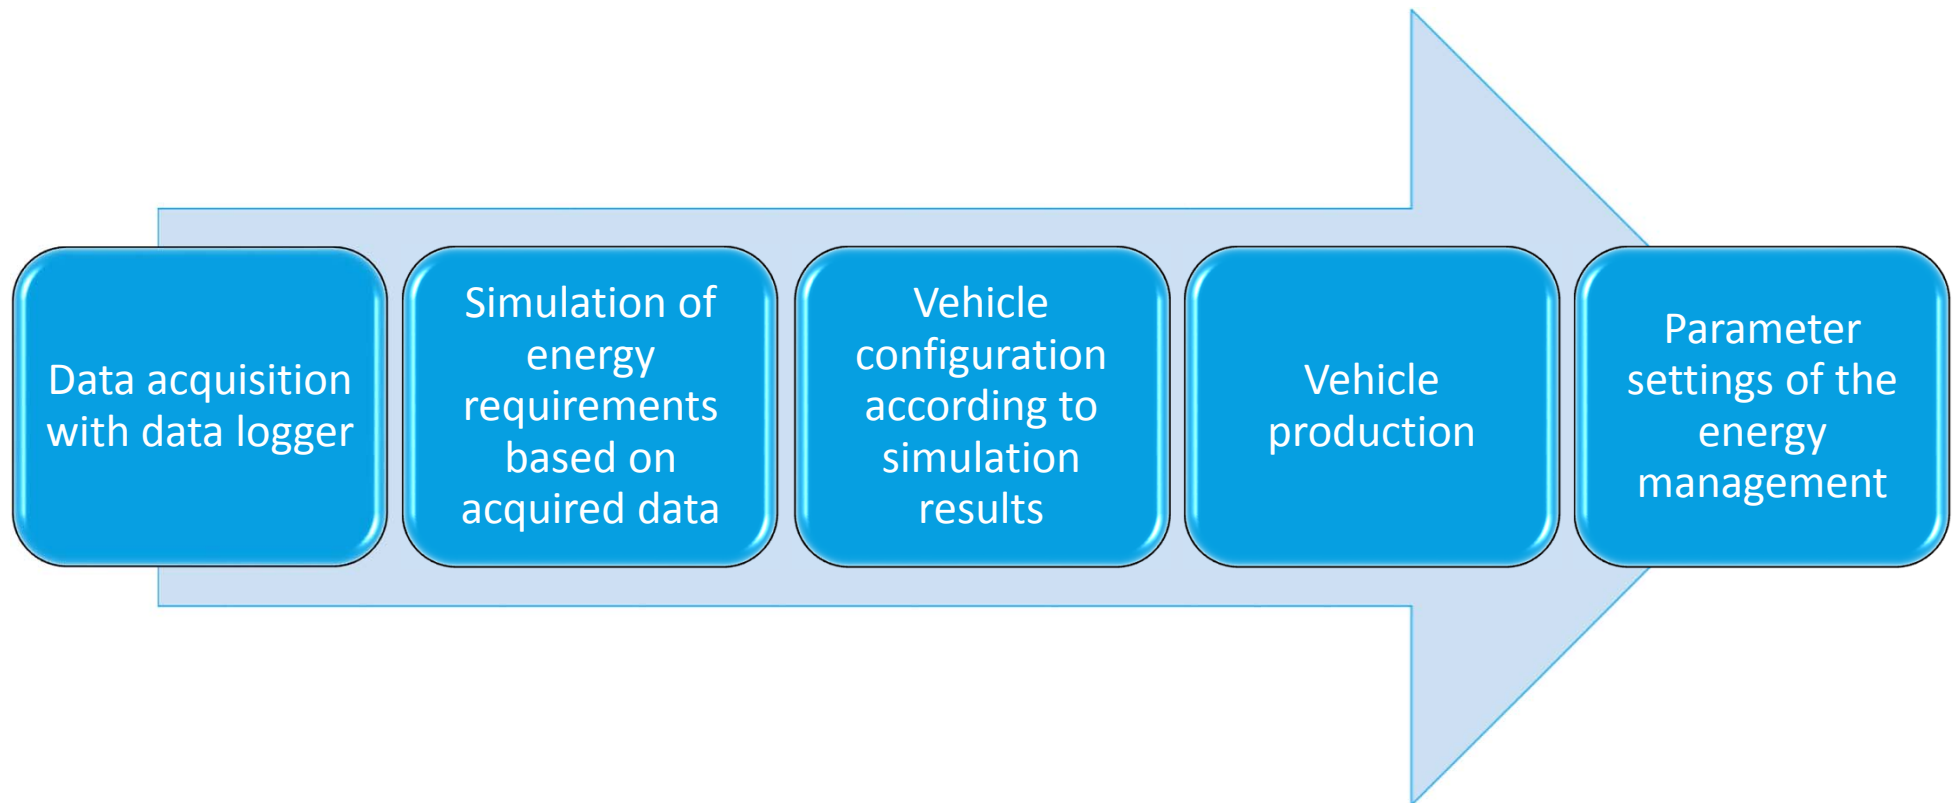 Data acquisition
with data logger
Simulation of
energy
requirements
based on
acquired data
Vehicle
configuration
according to
simulation
results
Vehicle
production
Parameter
settings of the
energy
management